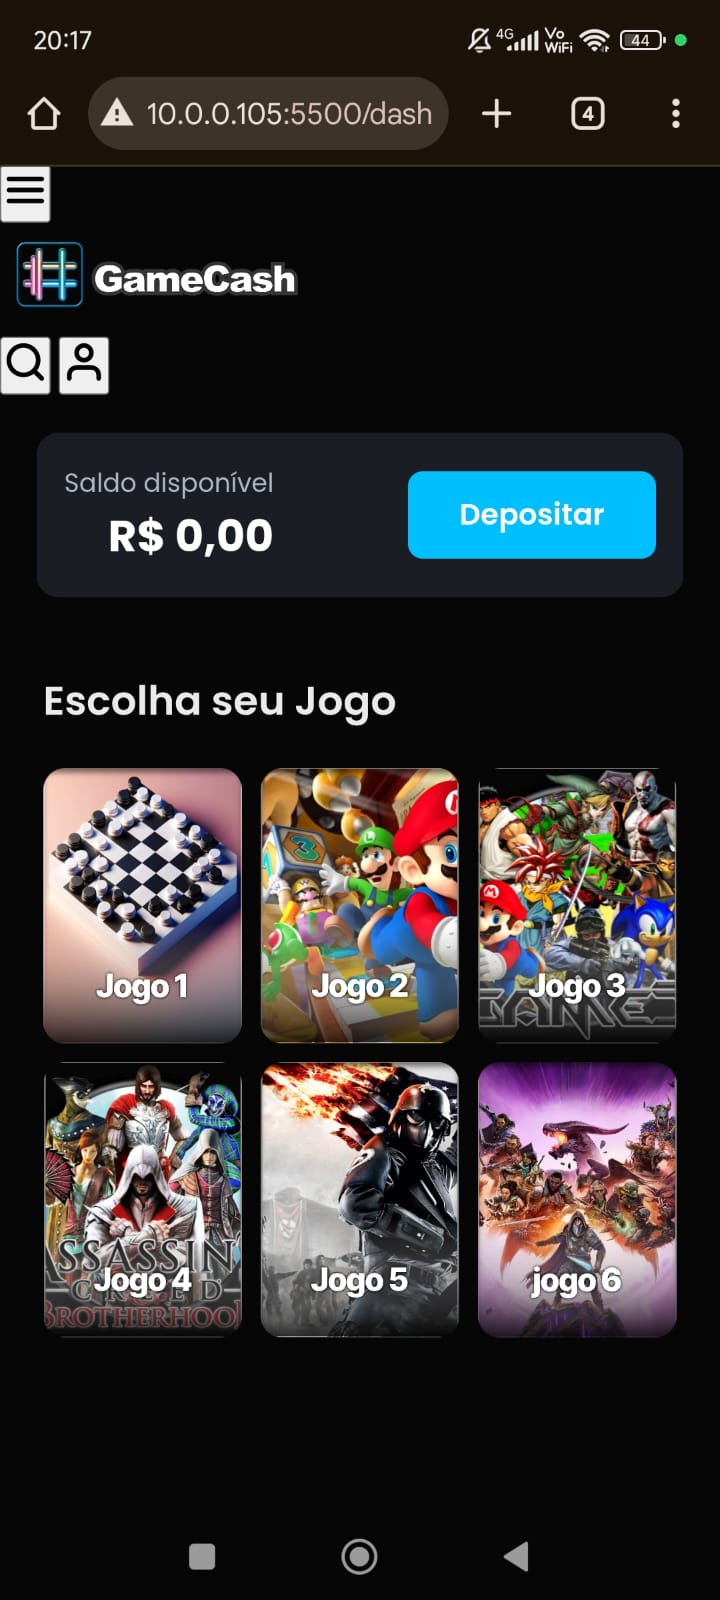 20:17
4G
Vo
WiFi
44
10.0.0.105:5500/dash
4
GameCash
Saldo disponível
R$ 0,00
Depositar
Escolha seu Jogo
3
M
M
Jogo 1
Jogo 2
Jogo 3
GAME
ASSASSIN
Jogo 4
CREED
BROTHERHOOD
Jogo 5
jogo 6